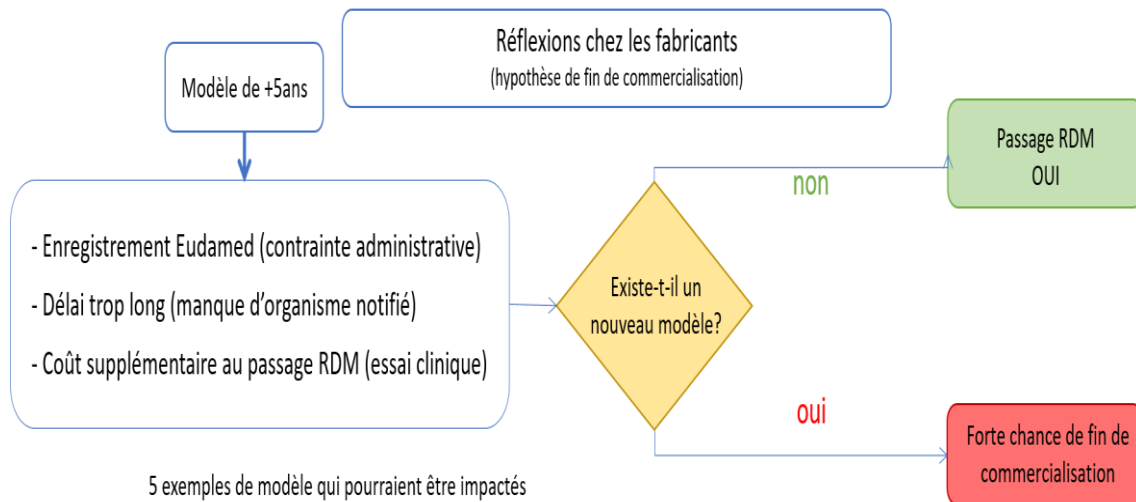 Réflexions chez les fabricants
(hypothèse de fin de commercialisation)
Modèle de +5ans
- Enregistrement Eudamed (contrainte administrative)
- Délai trop long (manque d'organisme notifié)
- Coût supplémentaire au passage RDM (essai clinique)
Existe-t-il un
nouveau modèle?
non
Passage RDM
OUI
oui
Forte chance de fin de
commercialisation
5 exemples de modèle qui pourraient être impactés